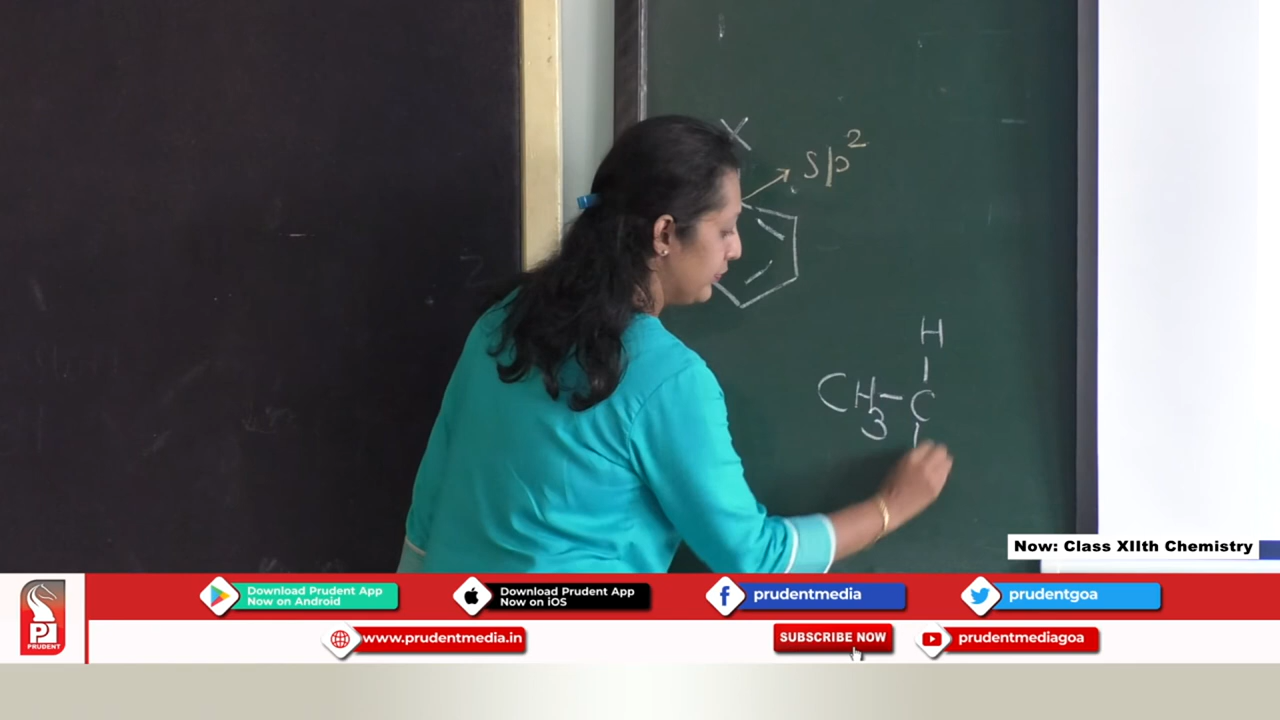 X
sp²
H
CH₃-C
Now: Class XIIth Chemistry
Download Prudent App
Now on Android
Download Prudent App
Now on iOS
prudentmedia
prudentgoa
PRUDENT
www.prudentmedia.in
SUBSCRIBE NOW
prudentmediagoa